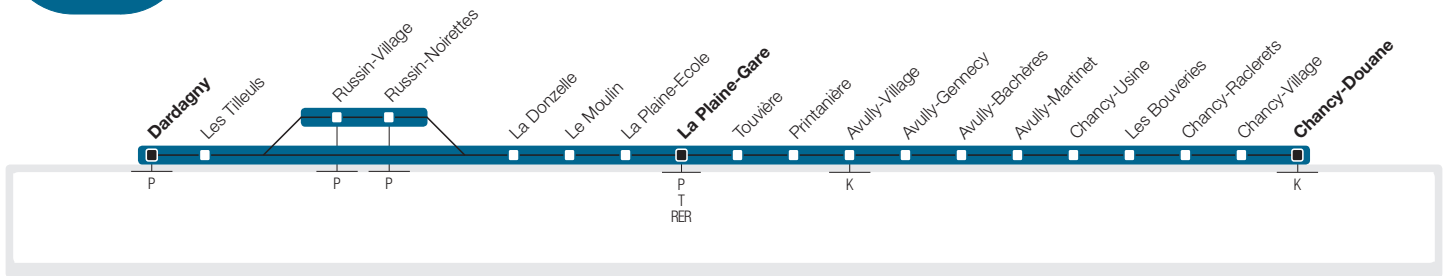 Dardagny
Les Tilleuls
Russin-Village
Russin-Noirettes
La Donzelle
Le Moulin
La Plaine-Ecole
La Plaine-Gare
Touvière
Printanière
Avully-Village
Avully-Gennecy
Avully-Bachères
Avully-Martinet
Chancy-Usine
Les Bouveries
Chancy-Raclerets
Chancy-Village
Chancy-Douane
P
P
P
P
T
RER
K
K